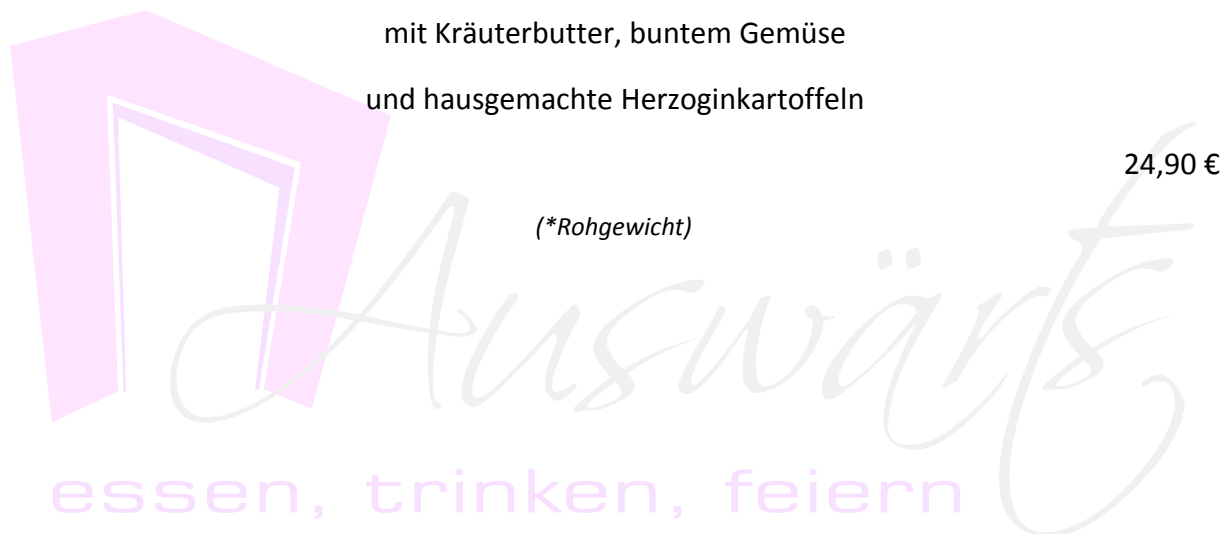 mit Kräuterbutter, buntem Gemüse
und hausgemachte Herzoginkartoffeln
24,90 €
(*Rohgewicht)
Auswärts
essen, trinken, feiern